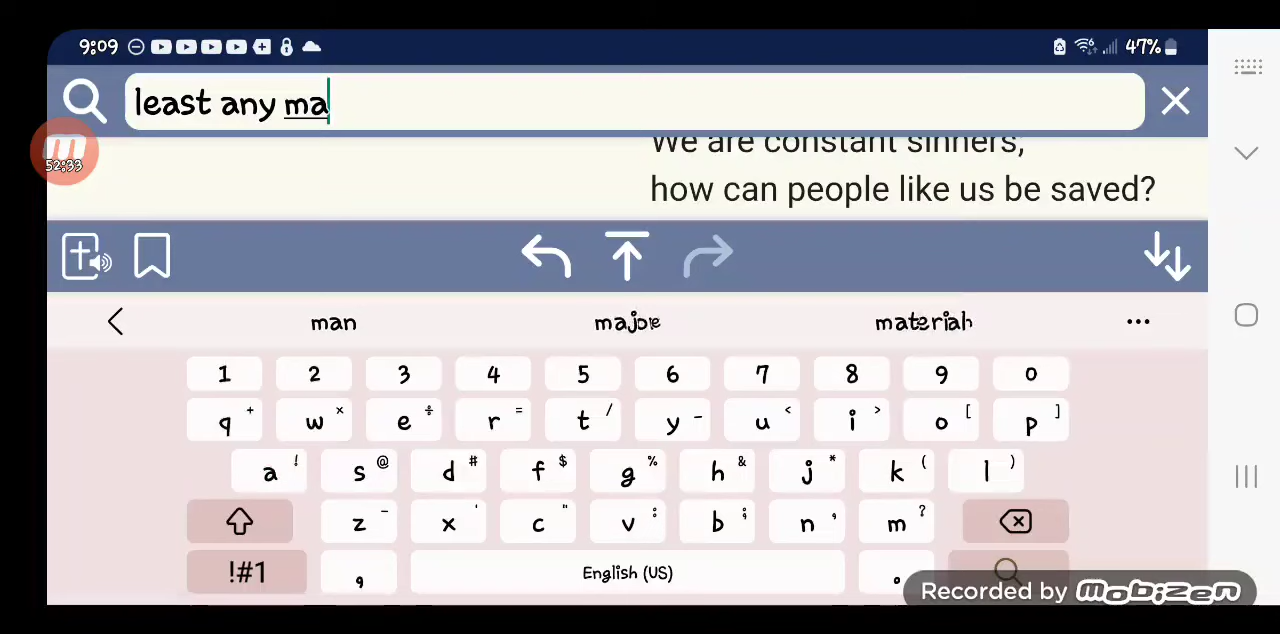 9:09 47%
least any ma
52:33
We are constant sinners,
how can people like us be saved?
man major material
1 2 3 4 5 6 7 8 9 0
q + w × e ÷ r = t / y - u < i > o [ p ]
a ! s @ d # f $ g % h & j * k ( l )
z - x ' c " v : b ; n , m ?
!#1 , English (US) .
Recorded by mobizen